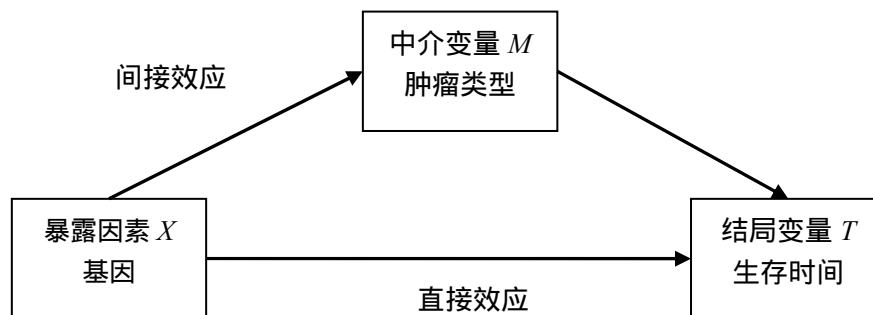 中介变量 M
肿瘤类型
间接效应
暴露因素 X
基因
结局变量 T
生存时间
直接效应